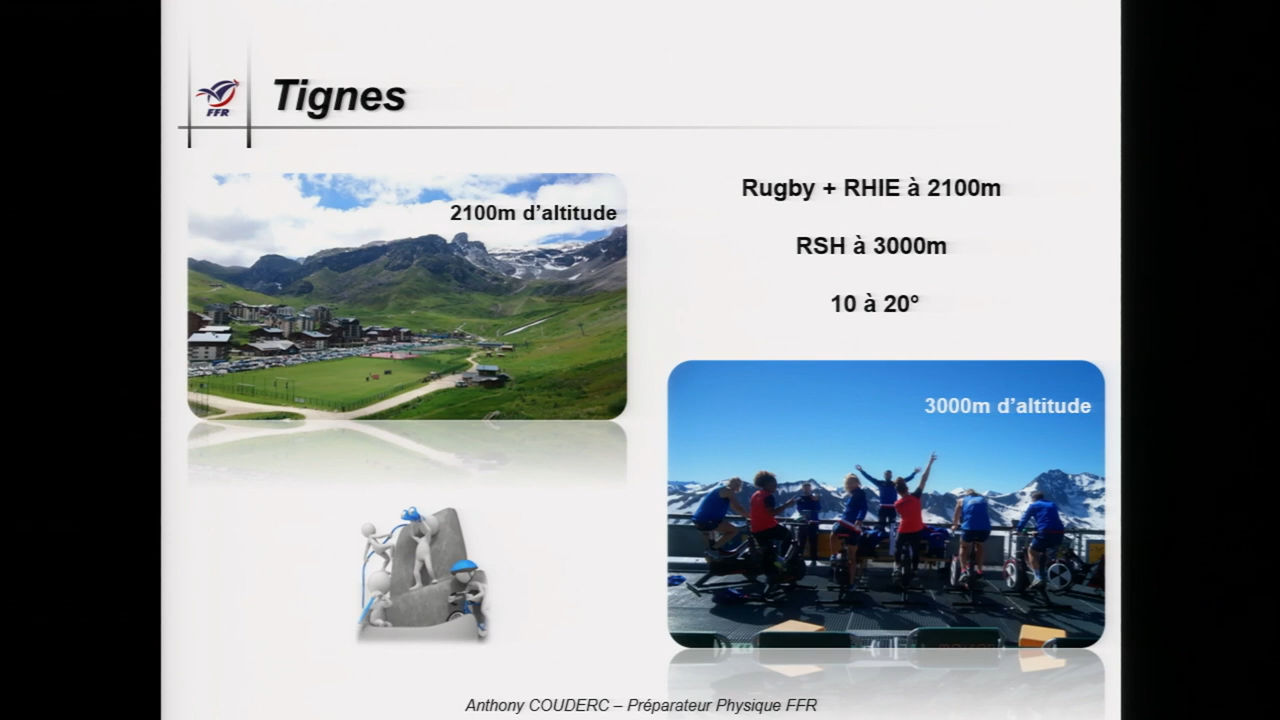 FFR
Tignes
2100m d’altitude
Rugby + RHIE à 2100m
RSH à 3000m
10 à 20°
3000m d’altitude
Anthony COUDERC – Préparateur Physique FFR